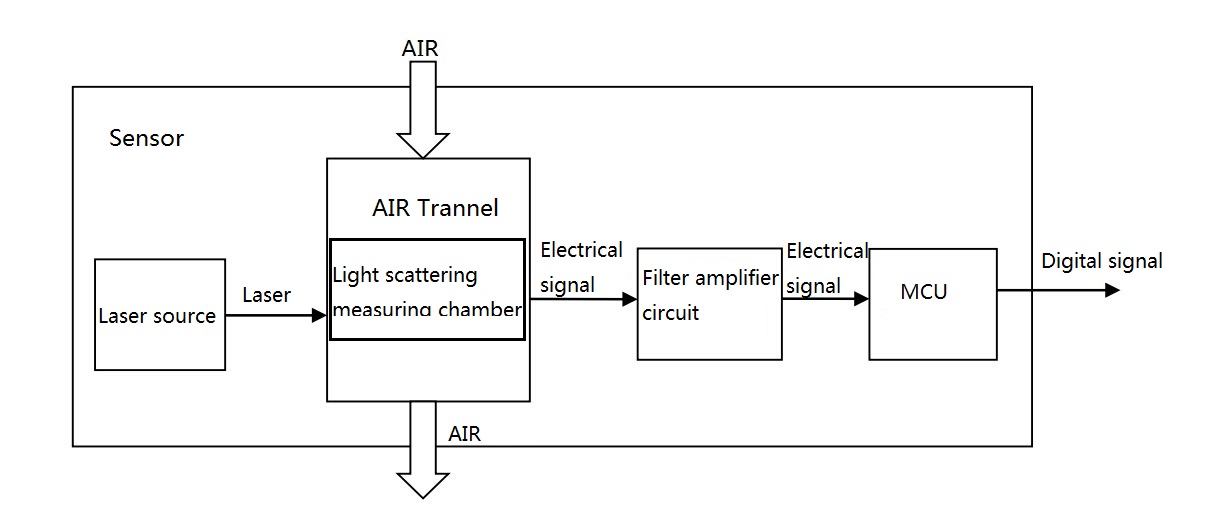 AIR
Sensor
AIR Trannel
Light scattering
measuring chamber
Laser source
Laser
Electrical
signal
Filter amplifier
circuit
Electrical
signal
MCU
Digital signal
AIR